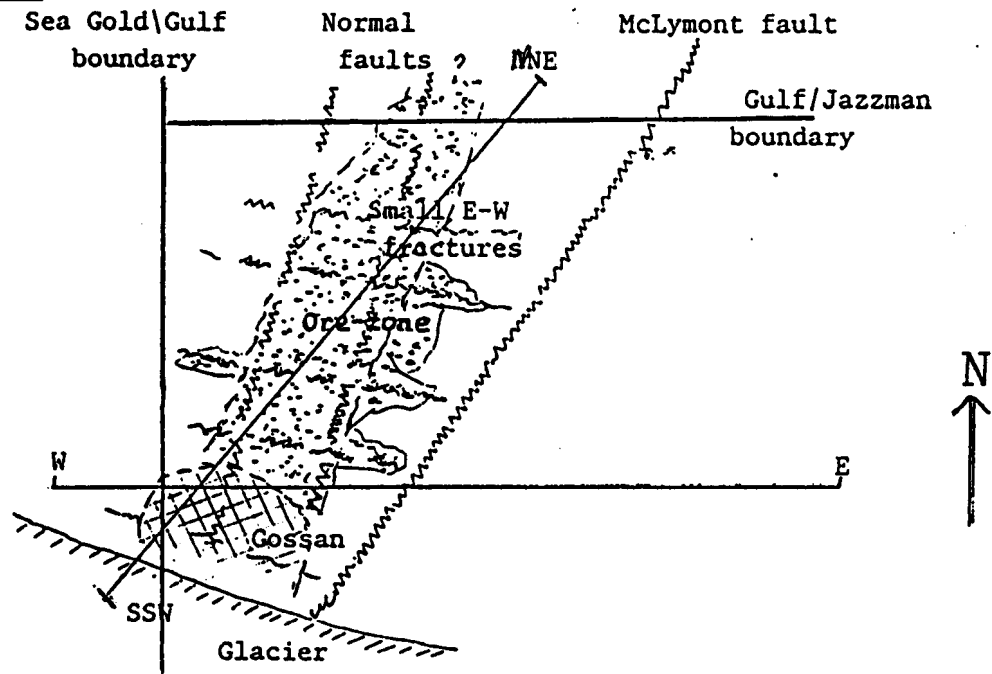 Sea Gold\Gulf
boundary
Normal
faults ?
NNE
McLymont fault
Gulf/Jazzman
boundary
Small E-W
fractures
Ore zone
N
W
E
Gossan
SSW
Glacier